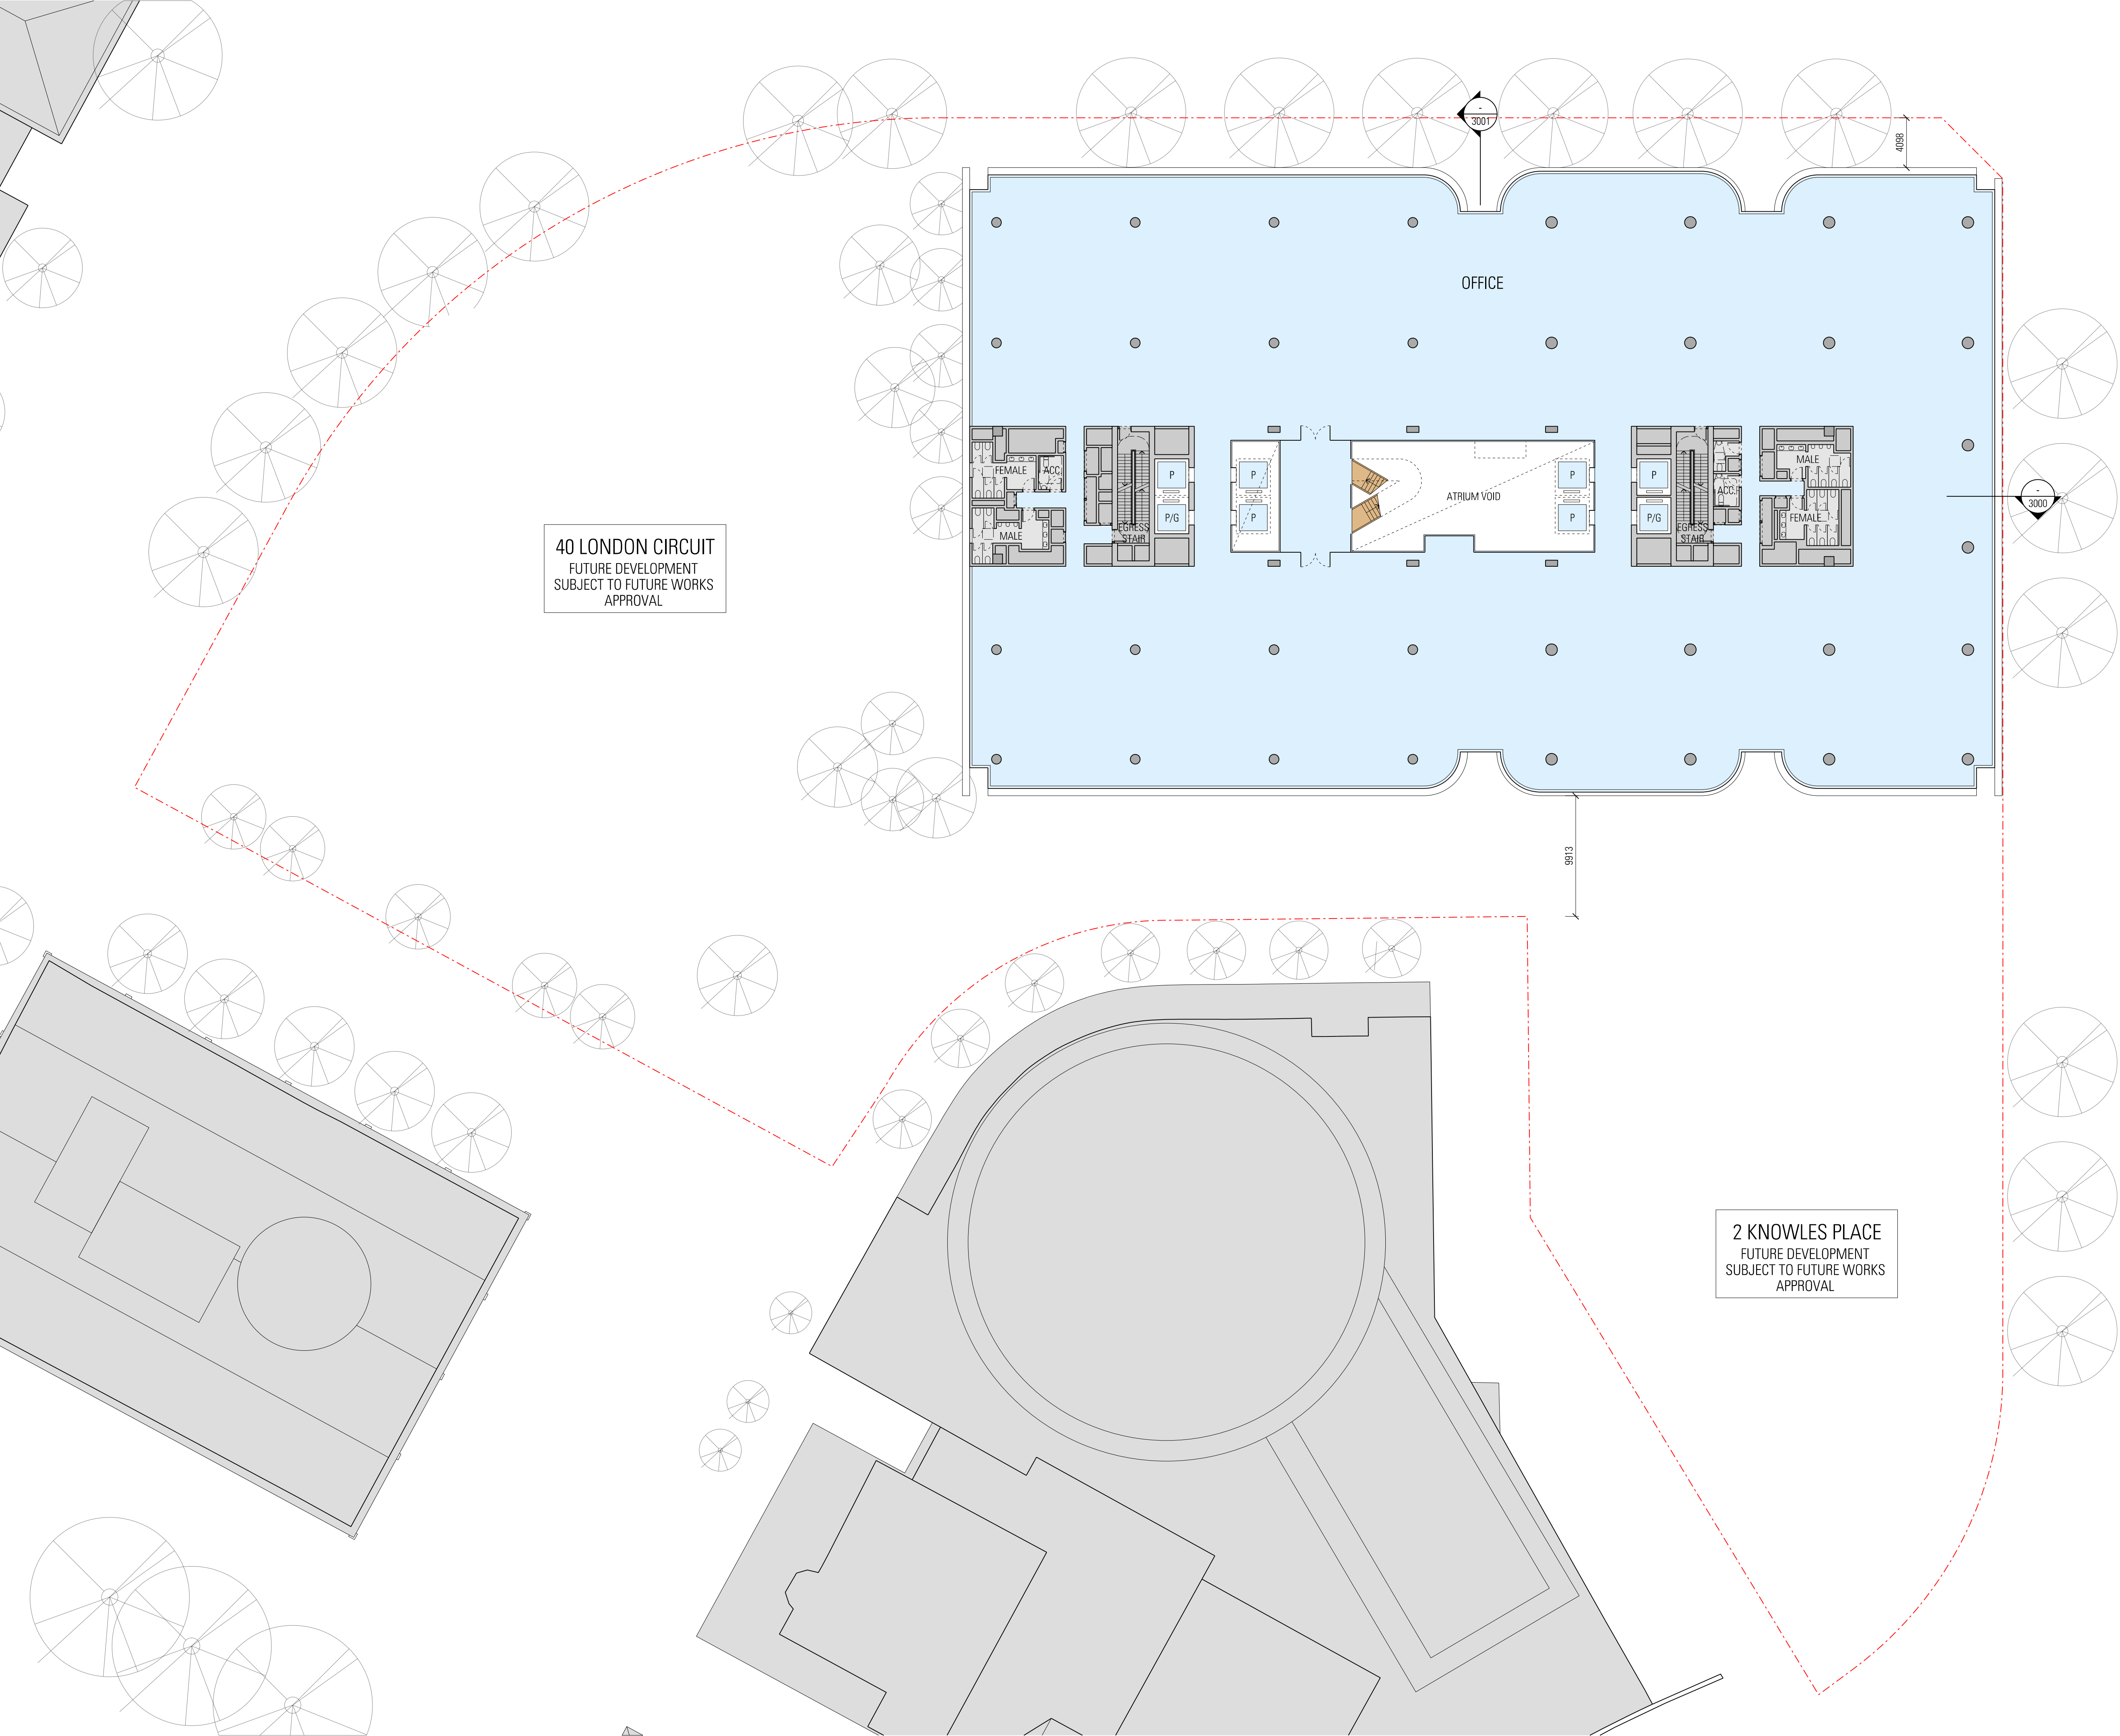 -
3001
4098
OFFICE
FEMALE
ACC.
MALE
EGRESS
STAIR
P
P/G
P
P
ATRIUM VOID
P
P
P
P/G
EGRESS
STAIR
ACC.
MALE
FEMALE
-
3000
40 LONDON CIRCUIT
FUTURE DEVELOPMENT
SUBJECT TO FUTURE WORKS
APPROVAL
9913
2 KNOWLES PLACE
FUTURE DEVELOPMENT
SUBJECT TO FUTURE WORKS
APPROVAL